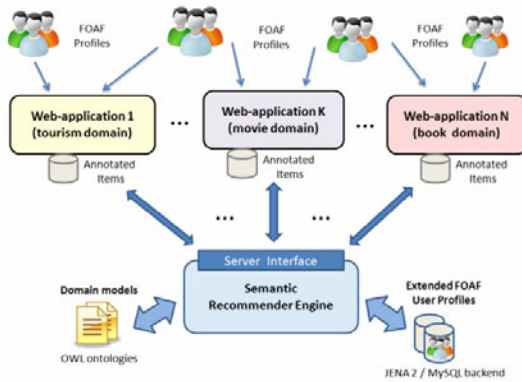 FOAF
Profiles
FOAF
Profiles
FOAF
Profiles
Web-application 1
(tourism domain)
...
Web-application K
(movie domain)
...
Web-application N
(book domain)
Annotated
Items
Annotated
Items
Annotated
Items
...
...
Server Interface
Semantic
Recommender Engine
Domain models
OWL ontologies
Extended FOAF
User Profiles
JENA 2 / MySQL backend